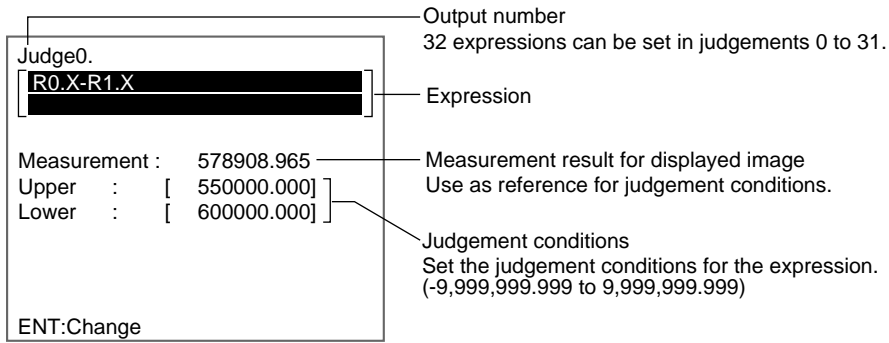 Output number
32 expressions can be set in judgements 0 to 31.
Judge0.
R0.X-R1.X
Expression
Measurement : 578908.965
Measurement result for displayed image
Upper : [ 550000.000]
Use as reference for judgement conditions.
Lower : [ 600000.000]
Judgement conditions
Set the judgement conditions for the expression.
(-9,999,999.999 to 9,999,999.999)
ENT:Change